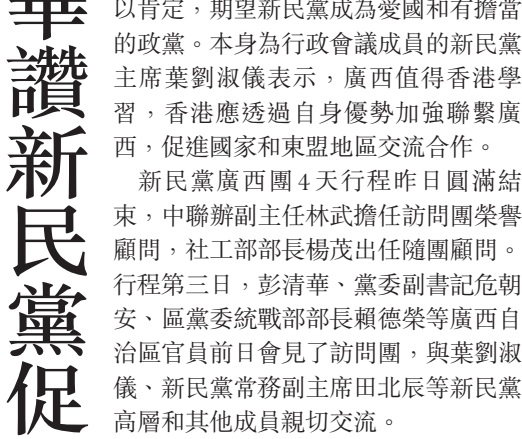 讚新民黨促
以肯定，期望新民黨成為愛國和有擔當
的政黨。本身為行政會議成員的新民黨
主席葉劉淑儀表示，廣西值得香港學
習，香港應透過自身優勢加強聯繫廣
西，促進國家和東盟地區交流合作。
新民黨廣西團4天行程昨日圓滿結
束，中聯辦副主任林武擔任訪問團榮譽
顧問，社工部部長楊茂出任隨團顧問。
行程第三日，彭清華、黨委副書記危朝
安、區黨委統戰部部長賴德榮等廣西自
治區官員前日會見了訪問團，與葉劉淑
儀、新民黨常務副主席田北辰等新民黨
高層和其他成員親切交流。